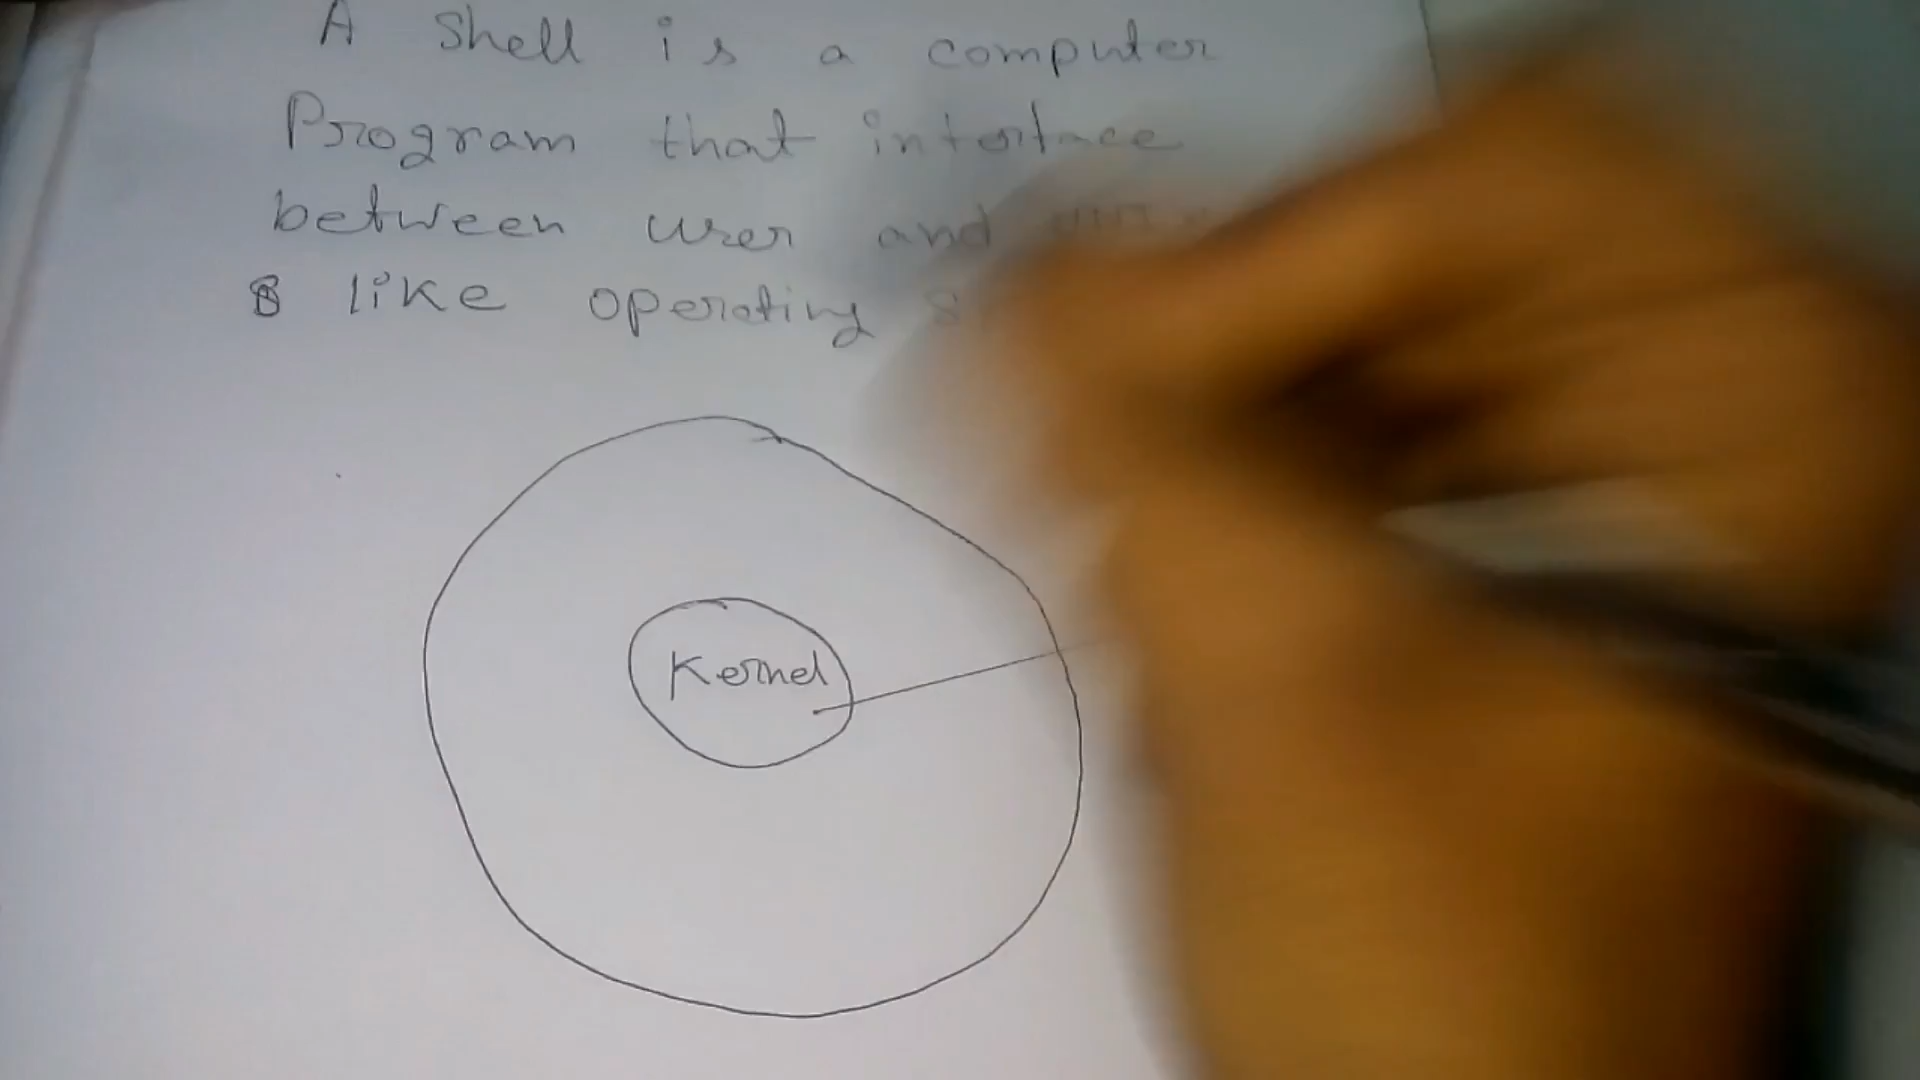 A Shell is a computer
Program that interface
between user and
8 like operating
Kernel